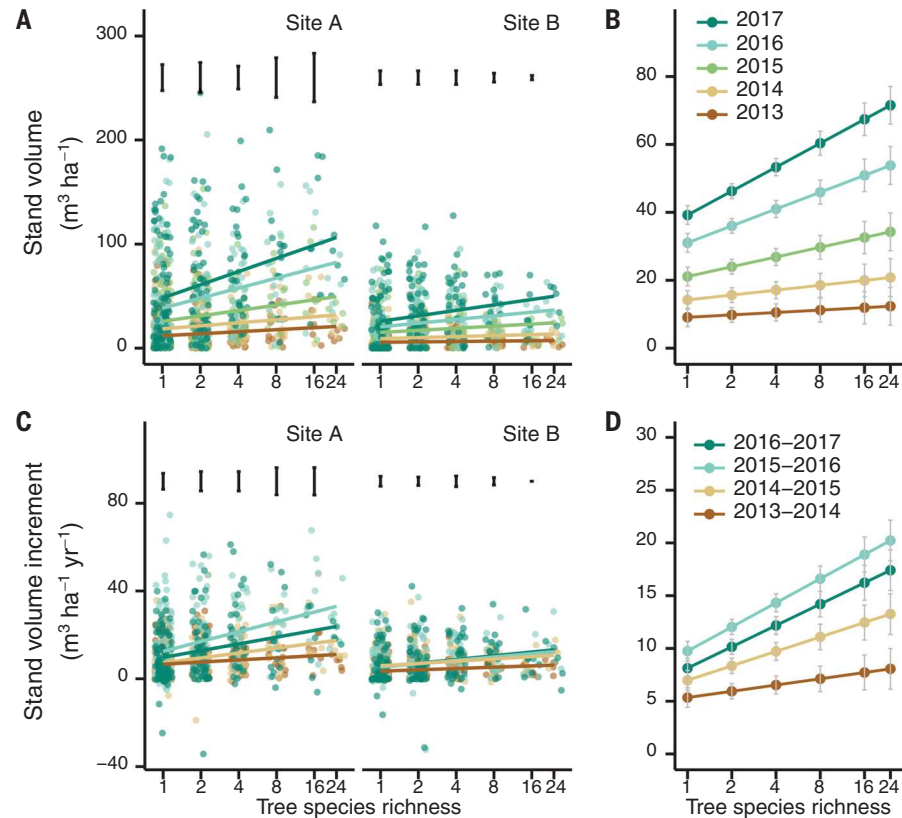 A
Site A
Site B
Stand volume
(m³ ha⁻¹)
300
200
100
0
1 2 4 8 16 24
1 2 4 8 16 24
B
2017
2016
2015
2014
2013
80
60
40
20
0
1 2 4 8 16 24
C
Site A
Site B
Stand volume increment
(m³ ha⁻¹ yr⁻¹)
80
40
0
−40
1 2 4 8 16 24
1 2 4 8 16 24
Tree species richness
D
2016–2017
2015–2016
2014–2015
2013–2014
30
25
20
15
10
5
0
1 2 4 8 16 24
Tree species richness